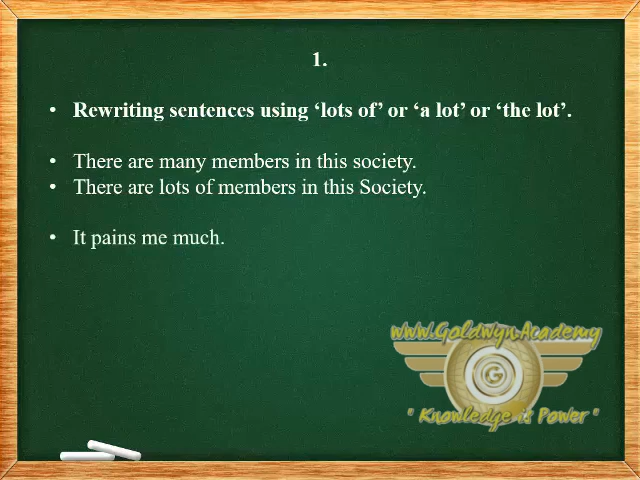 1.
• Rewriting sentences using ‘lots of’ or ‘a lot’ or ‘the lot’.
• There are many members in this society.
• There are lots of members in this Society.
• It pains me much.
www.GoldwynAcademy
G
" Knowledge is Power "